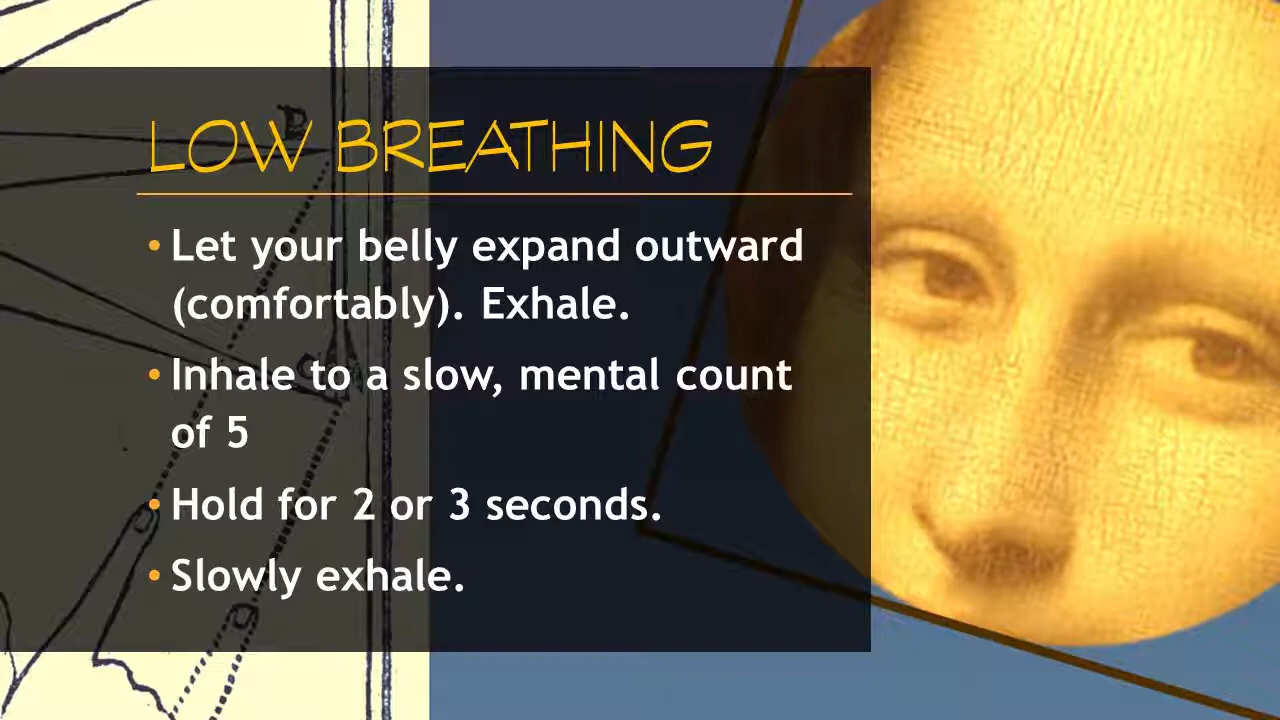 B
LOW BREATHING
• Let your belly expand outward
(comfortably). Exhale.
• Inhale to a slow, mental count
of 5
• Hold for 2 or 3 seconds.
• Slowly exhale.